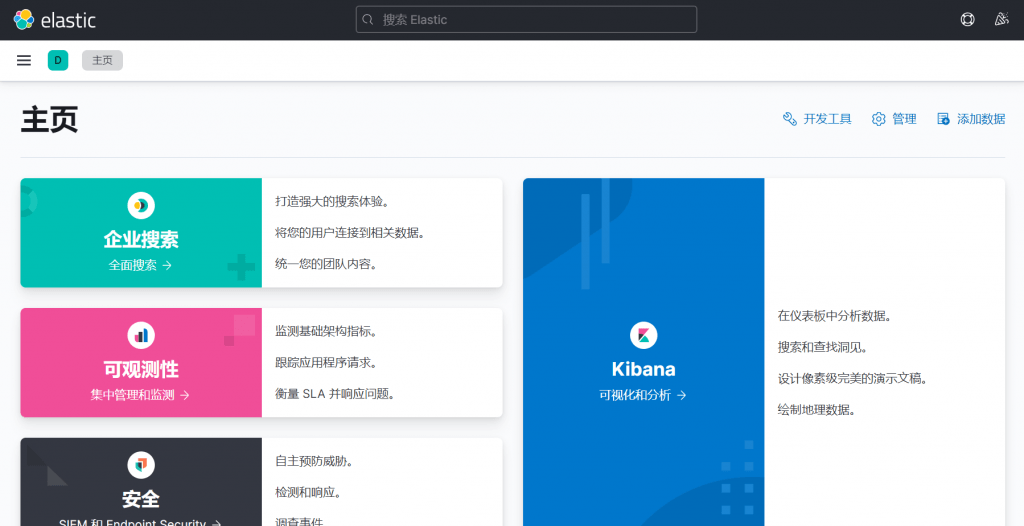 elastic
搜索 Elastic
D
主页
主页
开发工具
管理
添加数据
企业搜索
全面搜索 →
打造强大的搜索体验。
将您的用户连接到相关数据。
统一您的团队内容。
可观测性
集中管理和监测 →
监测基础架构指标。
跟踪应用程序请求。
衡量 SLA 并响应问题。
安全
SIEM 和 Endpoint Security →
自主预防威胁。
检测和响应。
调查事件
Kibana
可视化和分析 →
在仪表板中分析数据。
搜索和查找洞见。
设计像素级完美的演示文稿。
绘制地理数据。